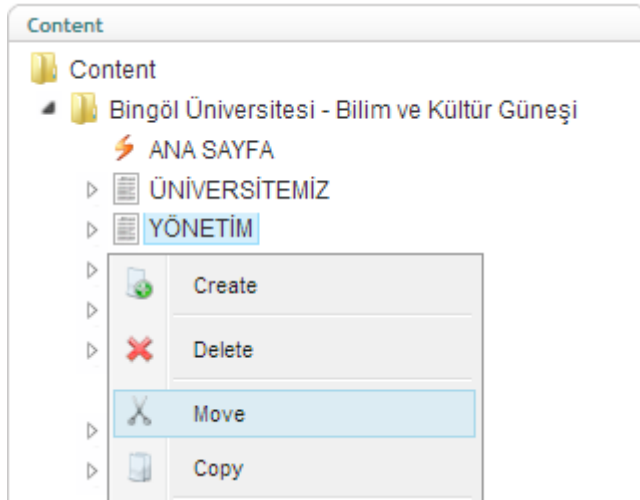 Content
Content
Bingöl Üniversitesi - Bilim ve Kültür Güneşi
ANA SAYFA
ÜNİVERSİTEMİZ
YÖNETİM
Create
Delete
Move
Copy